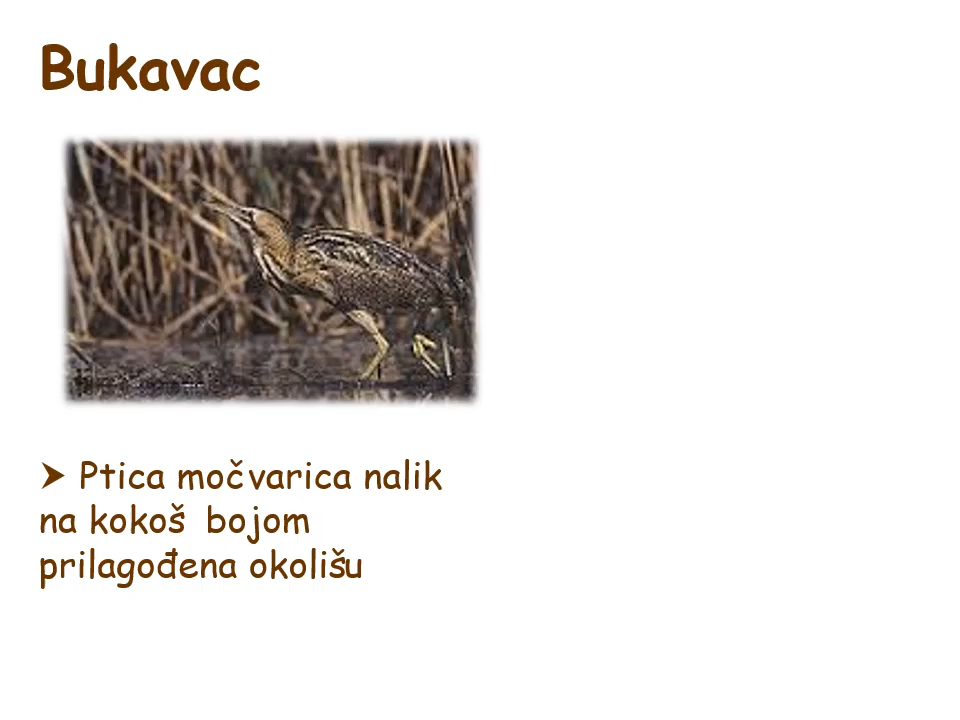 Bukavac
➤ Ptica močvarica nalik
na kokoš bojom
prilagođena okolišu